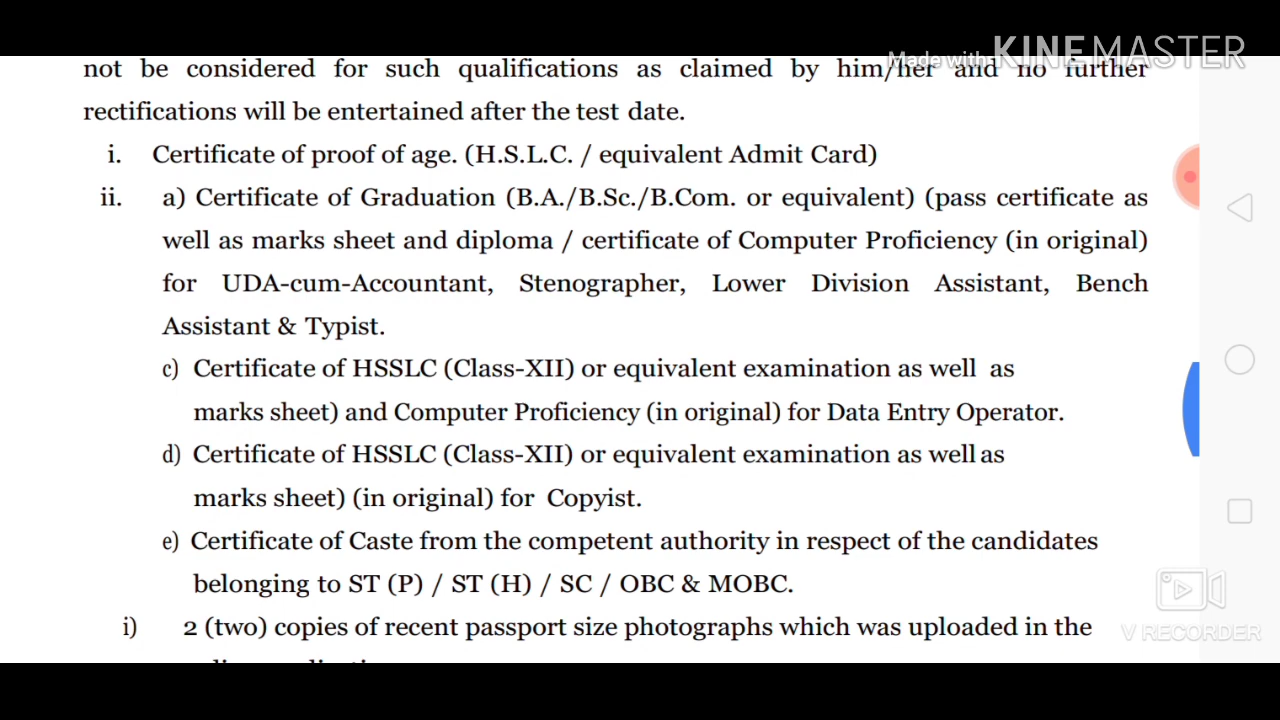 Made with KINEMASTER
not be considered for such qualifications as claimed by him/her and no further
rectifications will be entertained after the test date.
i. Certificate of proof of age. (H.S.L.C. / equivalent Admit Card)
ii. a) Certificate of Graduation (B.A./B.Sc./B.Com. or equivalent) (pass certificate as
well as marks sheet and diploma / certificate of Computer Proficiency (in original)
for UDA-cum-Accountant, Stenographer, Lower Division Assistant, Bench
Assistant & Typist.
c) Certificate of HSSLC (Class-XII) or equivalent examination as well as
marks sheet) and Computer Proficiency (in original) for Data Entry Operator.
d) Certificate of HSSLC (Class-XII) or equivalent examination as well as
marks sheet) (in original) for Copyist.
e) Certificate of Caste from the competent authority in respect of the candidates
belonging to ST (P) / ST (H) / SC / OBC & MOBC.
i) 2 (two) copies of recent passport size photographs which was uploaded in the
V RECORDER